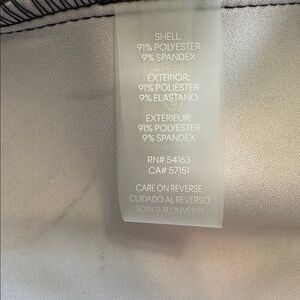 SHELL:
91% POLYESTER
9% SPANDEX
EXTERIOR:
91% POLIÉSTER
9% ELASTANO
EXTÉRIEUR:
91% POLYESTER
9% SPANDEX
RN# 54163
CA# 57151
CARE ON REVERSE
CUIDADO AL REVERSO
SOIN SUR L'INVERSE